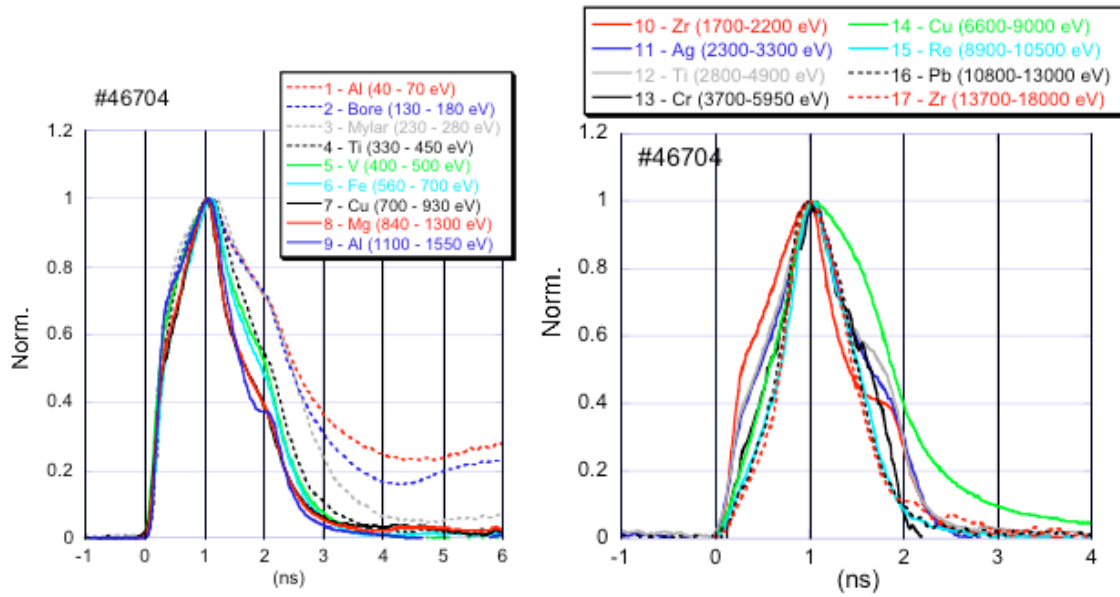 #46704
1 - Al (40 - 70 eV)
2 - Bore (130 - 180 eV)
3 - Mylar (230 - 280 eV)
4 - Ti (330 - 450 eV)
5 - V (400 - 500 eV)
6 - Fe (560 - 700 eV)
7 - Cu (700 - 930 eV)
8 - Mg (840 - 1300 eV)
9 - Al (1100 - 1550 eV)
Norm.
1.2
1
0.8
0.6
0.4
0.2
0
-1 0 1 2 3 4 5 6
(ns)
10 - Zr (1700-2200 eV) 14 - Cu (6600-9000 eV)
11 - Ag (2300-3300 eV) 15 - Re (8900-10500 eV)
12 - Ti (2800-4900 eV) 16 - Pb (10800-13000 eV)
13 - Cr (3700-5950 eV) 17 - Zr (13700-18000 eV)
#46704
Norm.
1.2
1
0.8
0.6
0.4
0.2
0
-1 0 1 2 3 4
(ns)